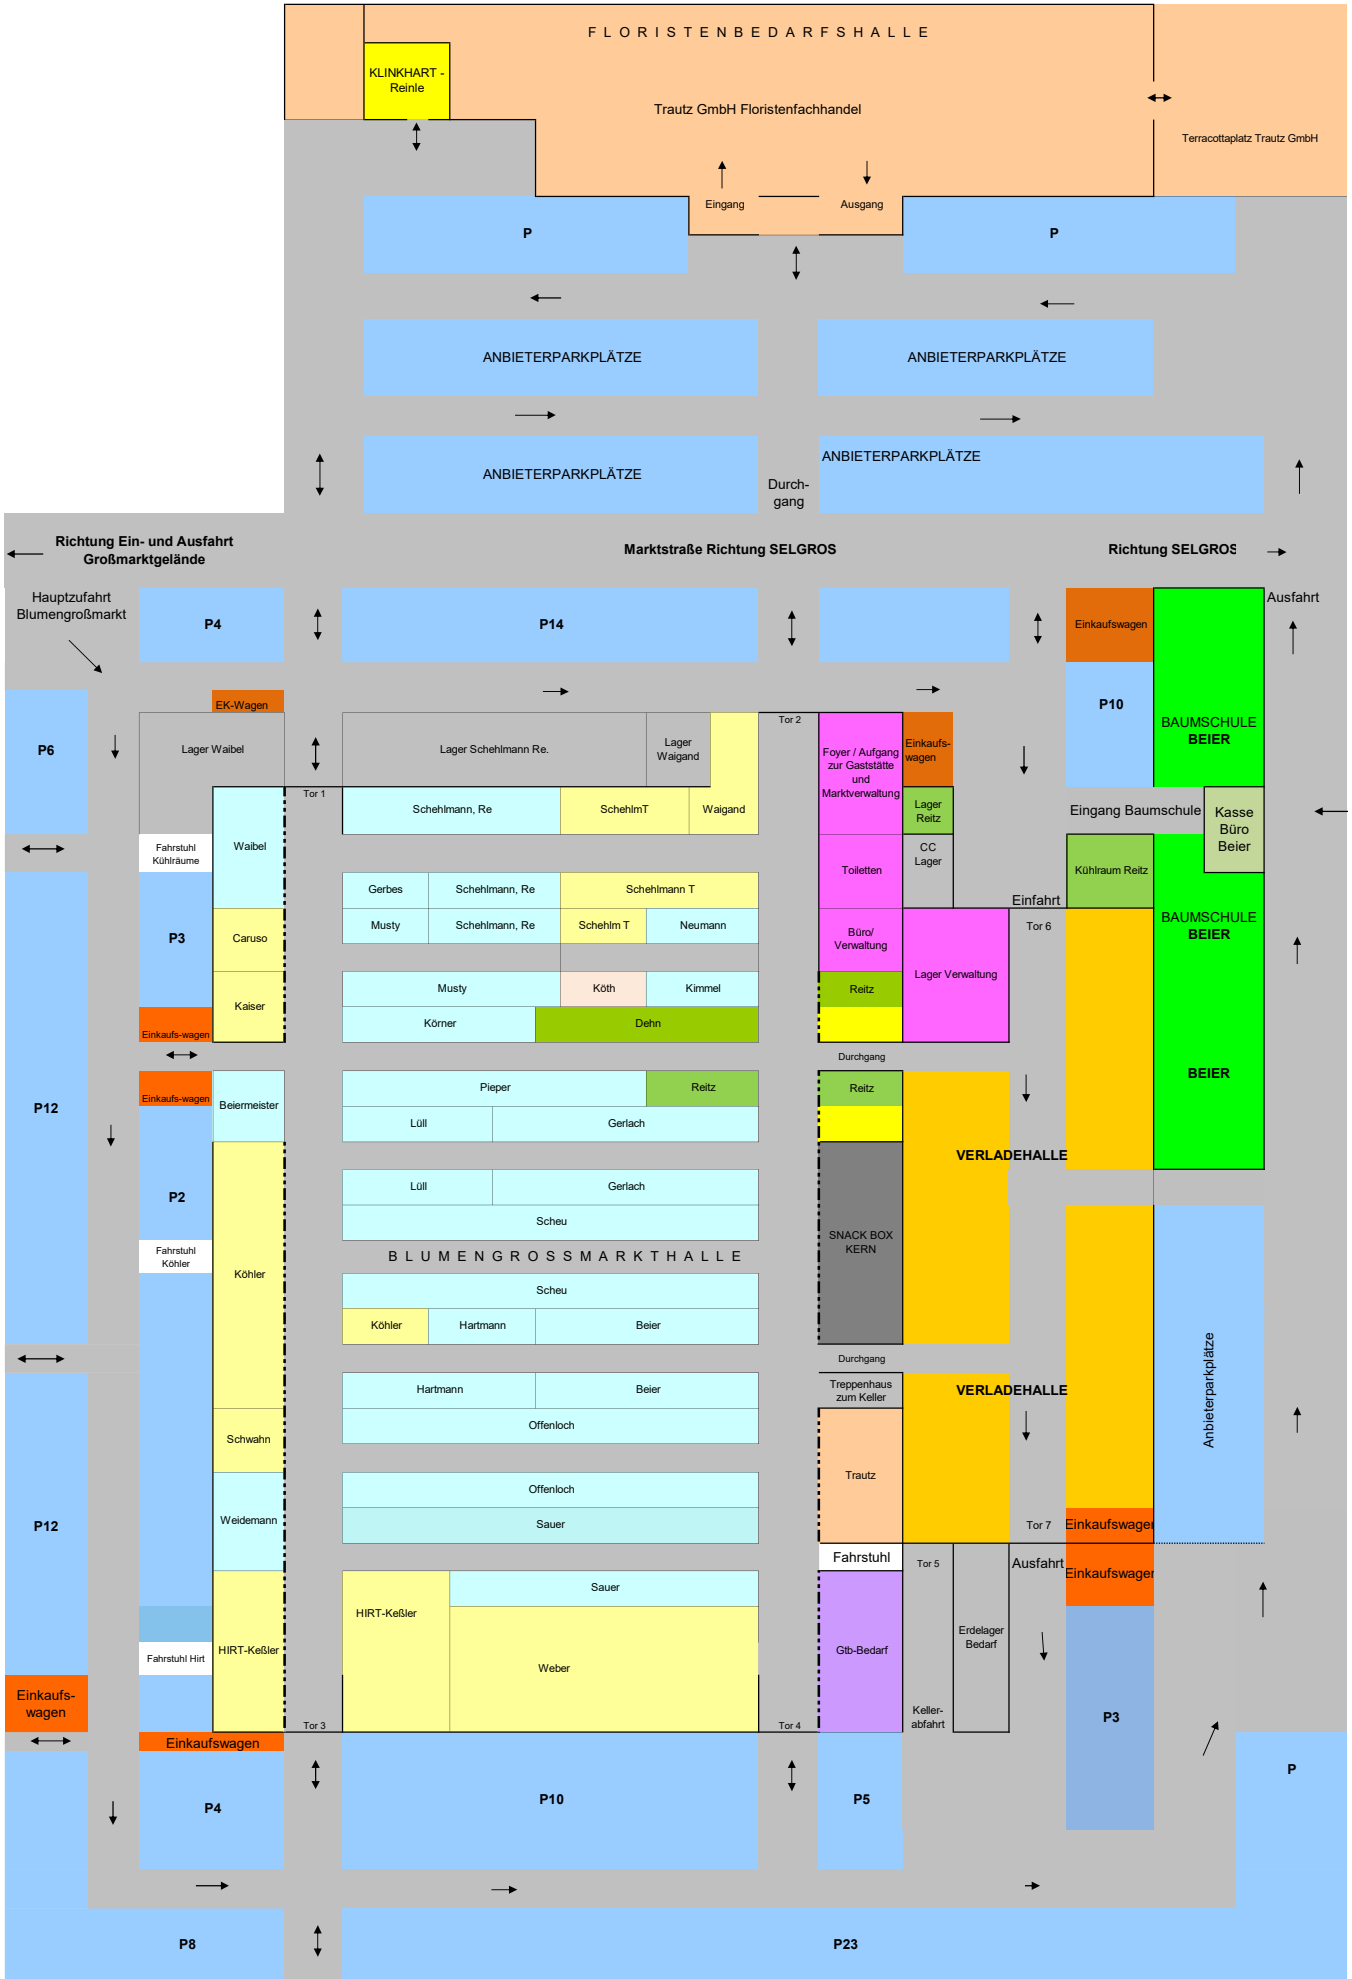 FLORISTENBEDARFSHALLE
KLINKHART -
Reinle
Trautz GmbH Floristenfachhandel
Terracottaplatz Trautz GmbH
Eingang
Ausgang
P
P
ANBIETERPARKPLÄTZE
ANBIETERPARKPLÄTZE
ANBIETERPARKPLÄTZE
ANBIETERPARKPLÄTZE
Durch-
gang
Richtung Ein- und Ausfahrt
Großmarktgelände
Marktstraße Richtung SELGROS
Richtung SELGROS
Hauptzufahrt
Blumengroßmarkt
P4
P14
Einkaufswagen
Ausfahrt
EK-Wagen
P10
BAUMSCHULE
BEIER
P6
Lager Waibel
Lager Schehlmann Re.
Lager
Waigand
Tor 2
Foyer / Aufgang
zur Gaststätte
und
Marktverwaltung
Einkaufs-
wagen
Tor 1
Schehlmann, Re
SchehlmT
Waigand
Lager
Reitz
Eingang Baumschule
Kasse
Büro
Beier
Fahrstuhl
Kühlräume
Waibel
Toiletten
CC
Lager
Kühlraum Reitz
Gerbes
Schehlmann, Re
Schehlmann T
Einfahrt
P3
Caruso
Musty
Schehlmann, Re
Schehlm T
Neumann
Büro/
Verwaltung
Tor 6
BAUMSCHULE
BEIER
Lager Verwaltung
Kaiser
Musty
Köth
Kimmel
Reitz
Einkaufs-wagen
Körner
Dehn
Durchgang
Einkaufs-wagen
Beiermeister
Pieper
Reitz
Reitz
BEIER
P12
Lüll
Gerlach
VERLADEHALLE
P2
Lüll
Gerlach
Scheu
SNACK BOX
KERN
Fahrstuhl
Köhler
BLUMENGROSSMARKTHALLE
Köhler
Scheu
Köhler
Hartmann
Beier
Durchgang
Hartmann
Beier
Treppenhaus
zum Keller
VERLADEHALLE
Anbieterparkplätze
Schwahn
Offenloch
Trautz
Weidemann
Offenloch
P12
Sauer
Tor 7
Einkaufswagen
Fahrstuhl
Tor 5
Ausfahrt
Einkaufswagen
Sauer
HIRT-Keßler
HIRT-Keßler
Fahrstuhl Hirt
Weber
Gtb-Bedarf
Erdelager
Bedarf
Einkaufs-
wagen
Keller-
abfahrt
P3
Tor 3
Tor 4
Einkaufswagen
P4
P10
P5
P
P8
P23